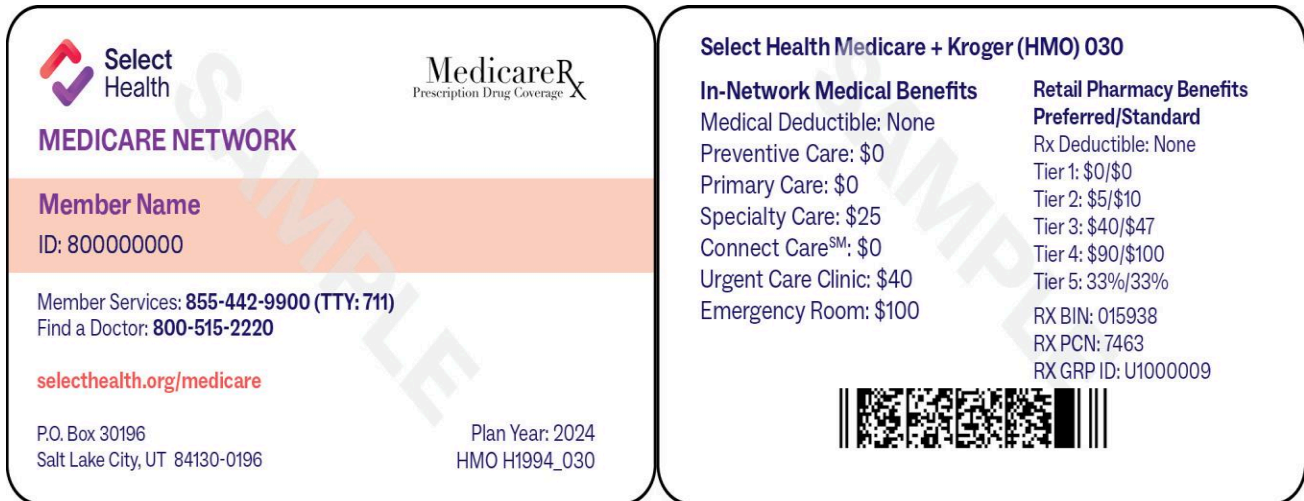 Select
Health
MedicareRx
Prescription Drug Coverage
MEDICARE NETWORK
Member Name
ID: 800000000
Member Services: 855-442-9900 (TTY: 711)
Find a Doctor: 800-515-2220
selecthealth.org/medicare
P.O. Box 30196
Salt Lake City, UT 84130-0196
Plan Year: 2024
HMO H1994_030
SAMPLE
Select Health Medicare + Kroger (HMO) 030
In-Network Medical Benefits
Medical Deductible: None
Preventive Care: $0
Primary Care: $0
Specialty Care: $25
Connect Care℠: $0
Urgent Care Clinic: $40
Emergency Room: $100
Retail Pharmacy Benefits
Preferred/Standard
Rx Deductible: None
Tier 1: $0/$0
Tier 2: $5/$10
Tier 3: $40/$47
Tier 4: $90/$100
Tier 5: 33%/33%
RX BIN: 015938
RX PCN: 7463
RX GRP ID: U1000009
SAMPLE